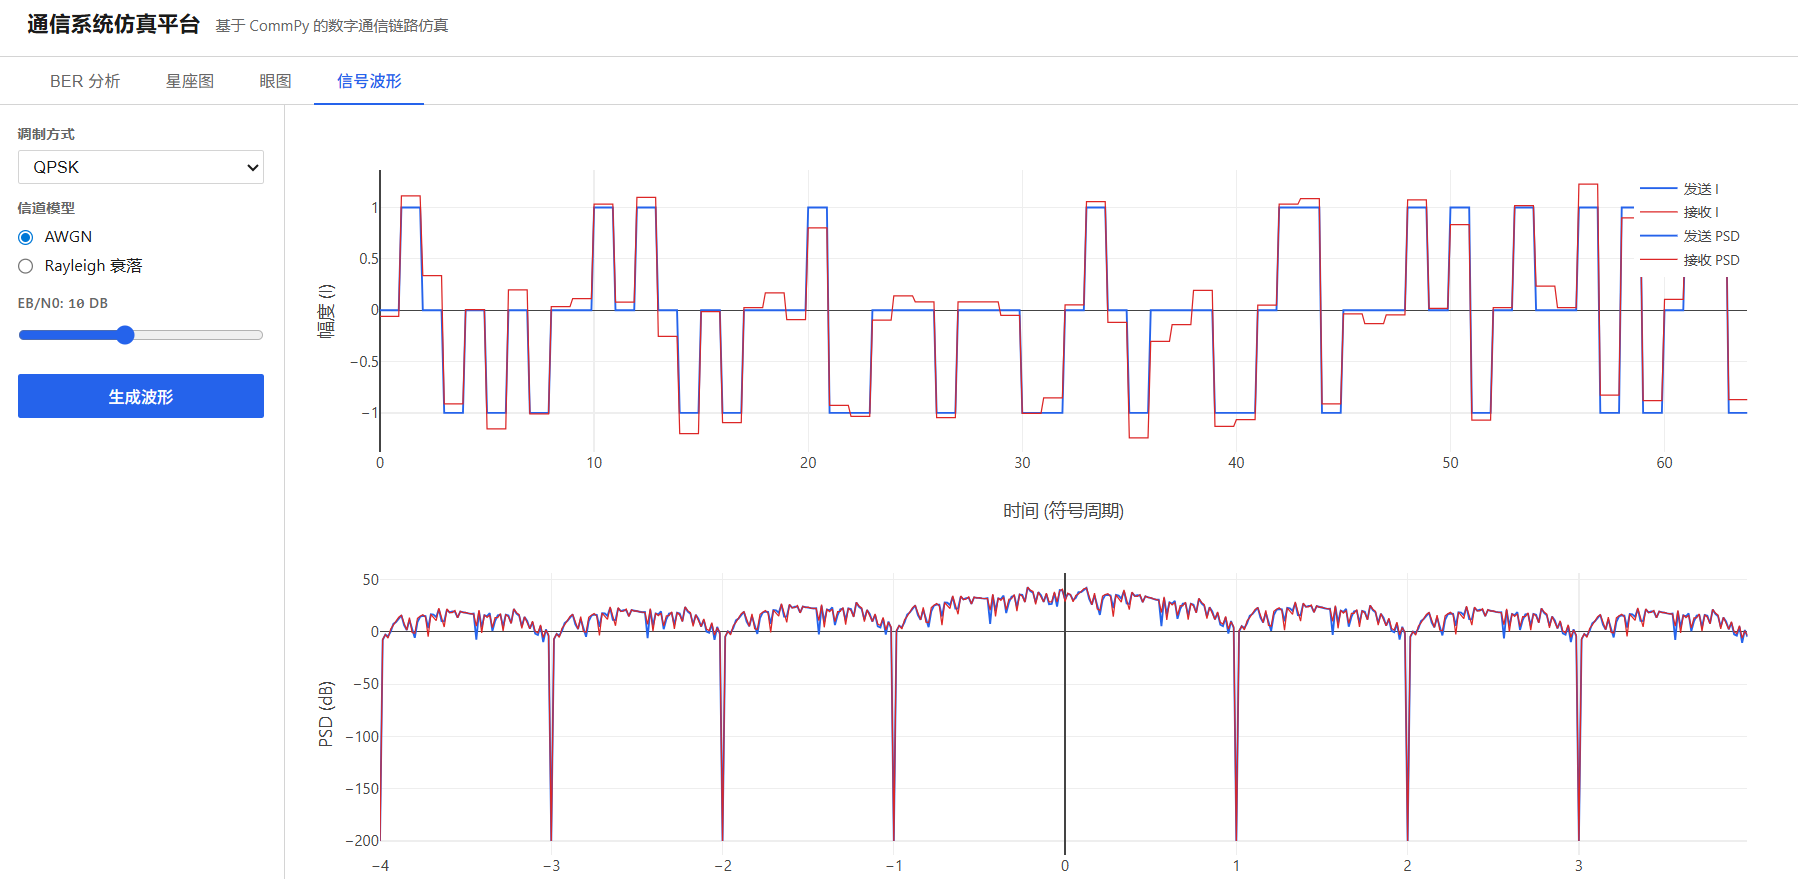 通信系统仿真平台 基于 CommPy 的数字通信链路仿真
BER 分析 星座图 眼图 信号波形
调制方式
QPSK
信道模型
AWGN
Rayleigh 衰落
EB/N0: 10 DB
生成波形
幅度 (I)
1
0.5
0
−0.5
−1
0 10 20 30 40 50 60
时间 (符号周期)
发送 I
接收 I
发送 PSD
接收 PSD
PSD (dB)
50
0
−50
−100
−150
−200
−4 −3 −2 −1 0 1 2 3